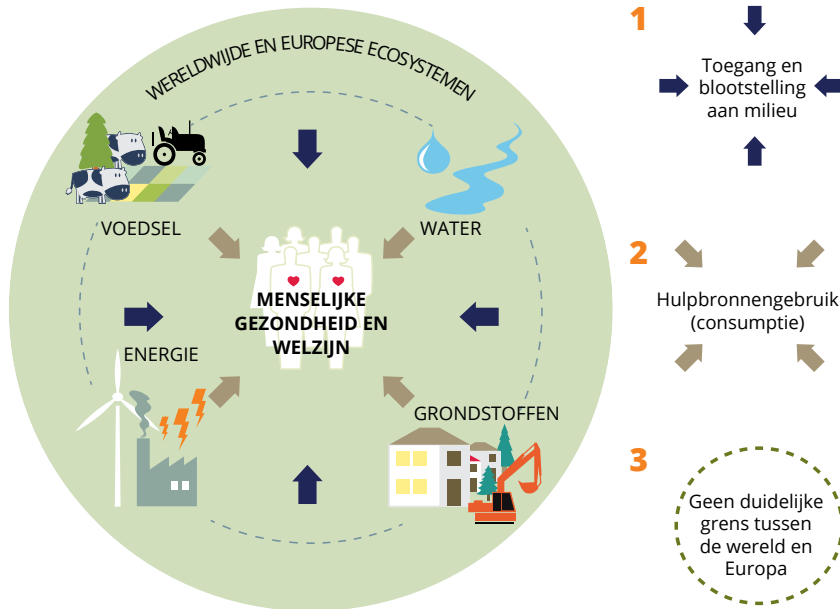 WERELDWIJDE EN EUROPESE ECOSYSTEMEN
VOEDSEL
WATER
MENSELIJKE
GEZONDHEID EN
WELZIJN
ENERGIE
GRONDSTOFFEN
1
Toegang en
blootstelling
aan milieu
2
Hulpbronnengebruik
(consumptie)
3
Geen duidelijke
grens tussen
de wereld en
Europa